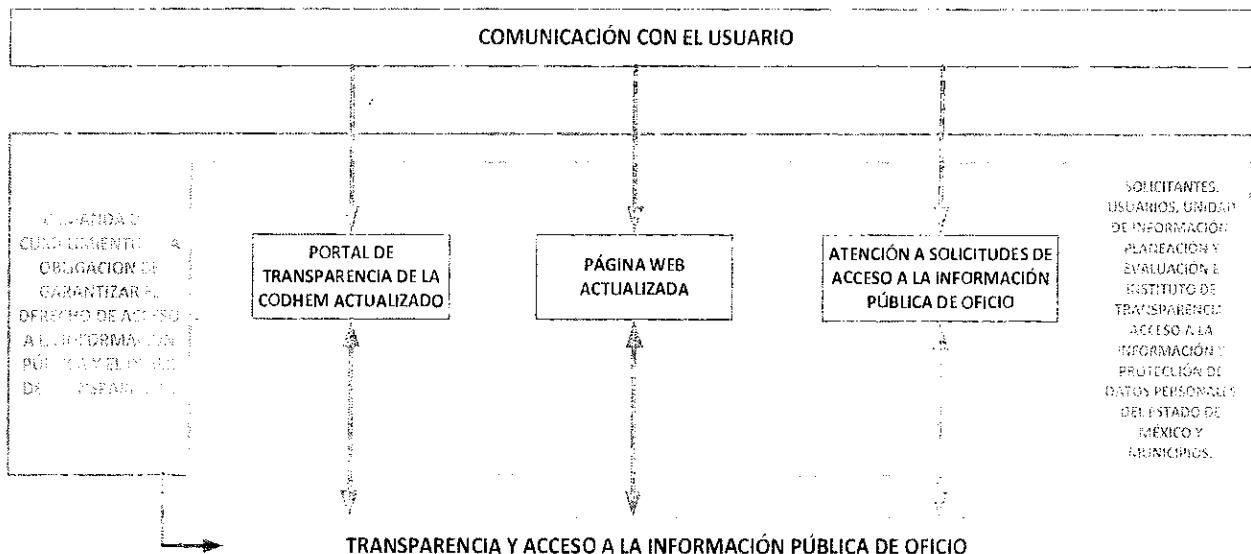 COMUNICACIÓN CON EL USUARIO
CUMPLIMIENTO
OBLIGACIÓN DE
GARANTIZAR EL
DERECHO DE ACCESO
A LA INFORMACIÓN
PORTAL DE
TRANSPARENCIA DE LA
CODHEM ACTUALIZADO
PÁGINA WEB
ACTUALIZADA
ATENCIÓN A SOLICITUDES DE
ACCESO A LA INFORMACIÓN
PÚBLICA DE OFICIO
SOLICITANTES,
USUARIOS, UNIDAD
DE INFORMACIÓN
PLANEACIÓN Y
EVALUACIÓN E
INSTITUTO DE
TRANSPARENCIA
ACCESO A LA
INFORMACIÓN Y
PROTECCIÓN DE
DATOS PERSONALES
DEL ESTADO DE
MÉXICO Y
MUNICIPIOS.
TRANSPARENCIA Y ACCESO A LA INFORMACIÓN PÚBLICA DE OFICIO